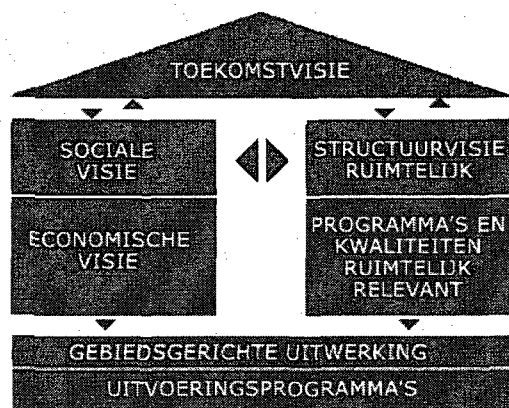 TOEKOMSTVISIE
SOCIALE
VISIE
ECONOMISCHE
VISIE
STRUCTUURVISIE
RUIMTELIJK
PROGRAMMA'S EN
KWALITEITEN
RUIMTELIJK
RELEVANT
GEBIEDSGERICHTE UITWERKING
UITVOERINGSPROGRAMMA'S